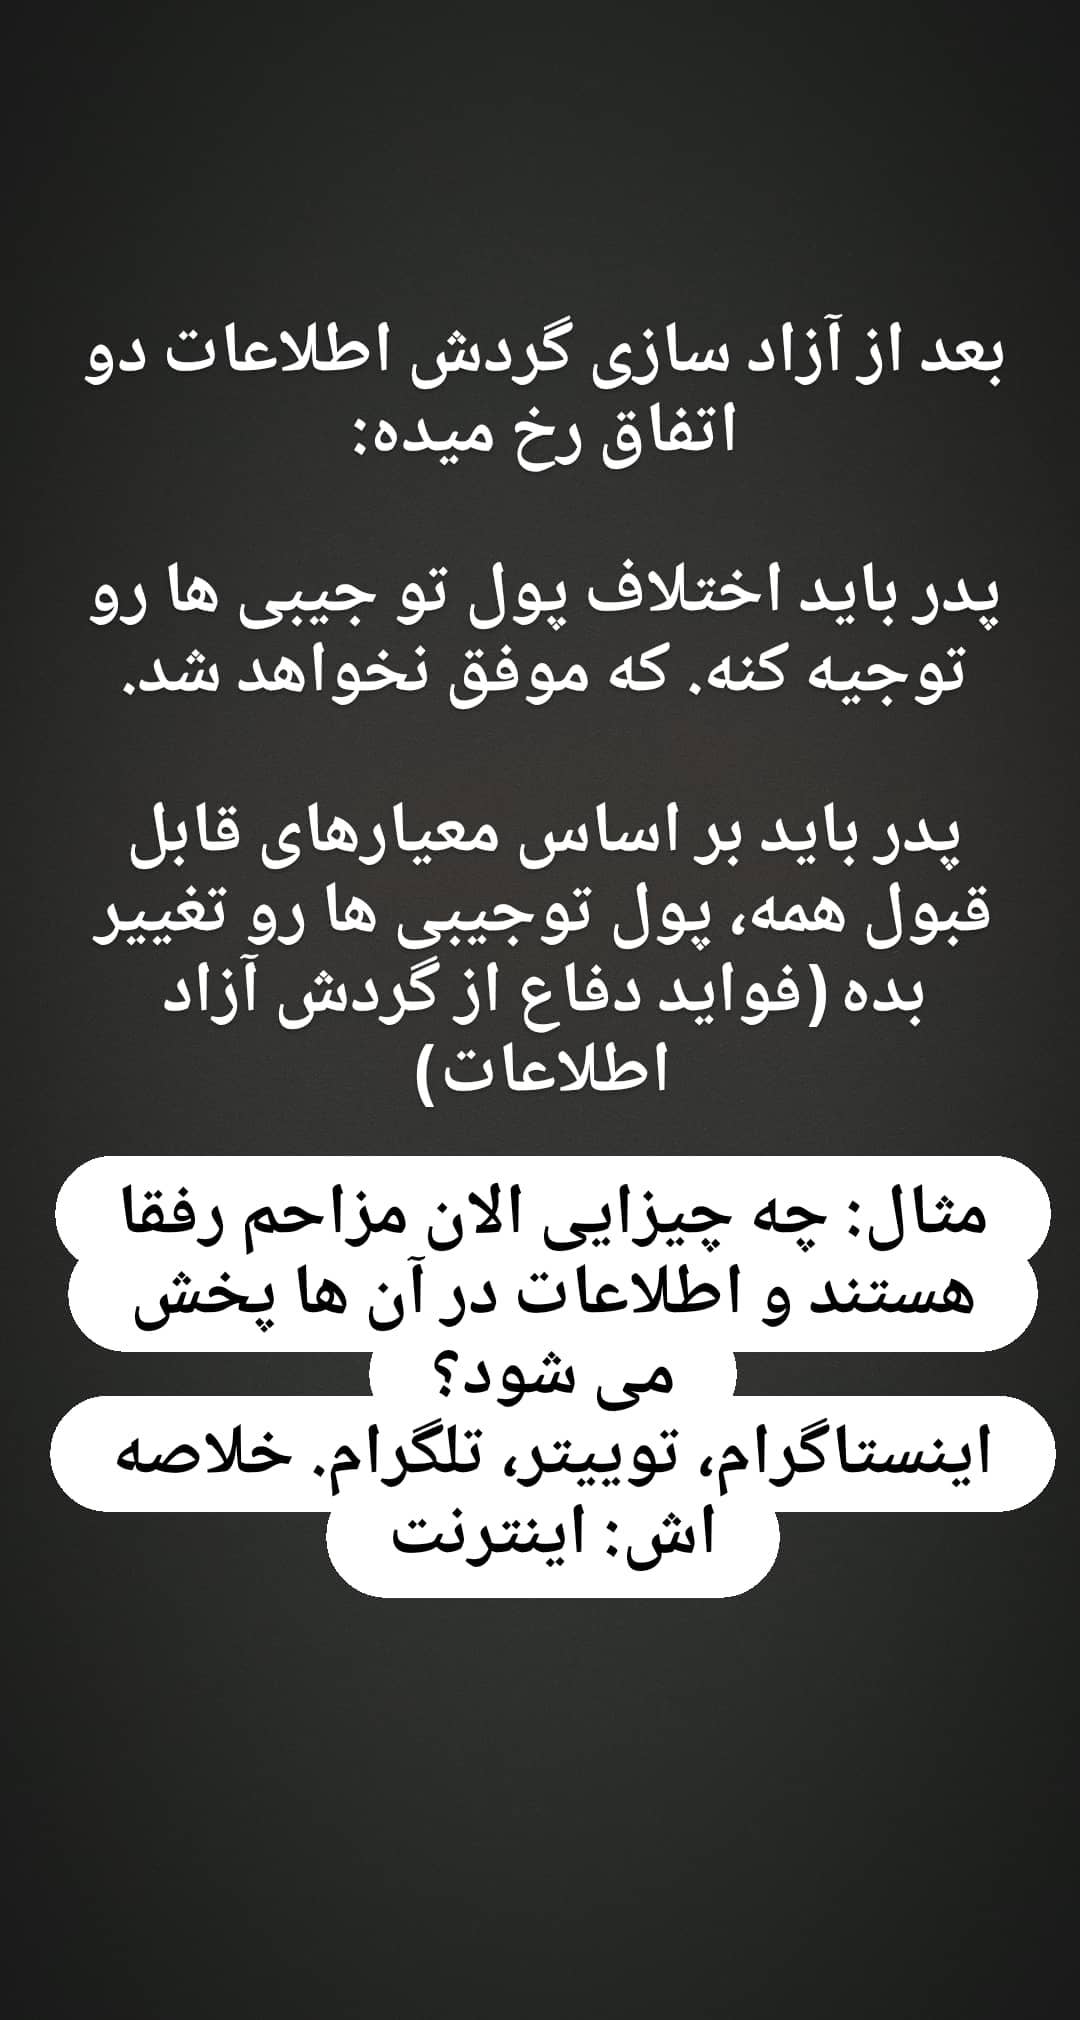 بعد از آزاد سازی گردش اطلاعات دو
اتفاق رخ میده:
پدر باید اختلاف پول تو جیبی ها رو
توجیه کنه. که موفق نخواهد شد.
پدر باید بر اساس معیارهای قابل
قبول همه، پول توجیبی ها رو تغییر
بده (فواید دفاع از گردش آزاد
اطلاعات)
مثال: چه چیزایی الان مزاحم رفقا
هستند و اطلاعات در آن ها پخش
می شود؟
اینستاگرام، توییتر، تلگرام. خلاصه
اش: اینترنت